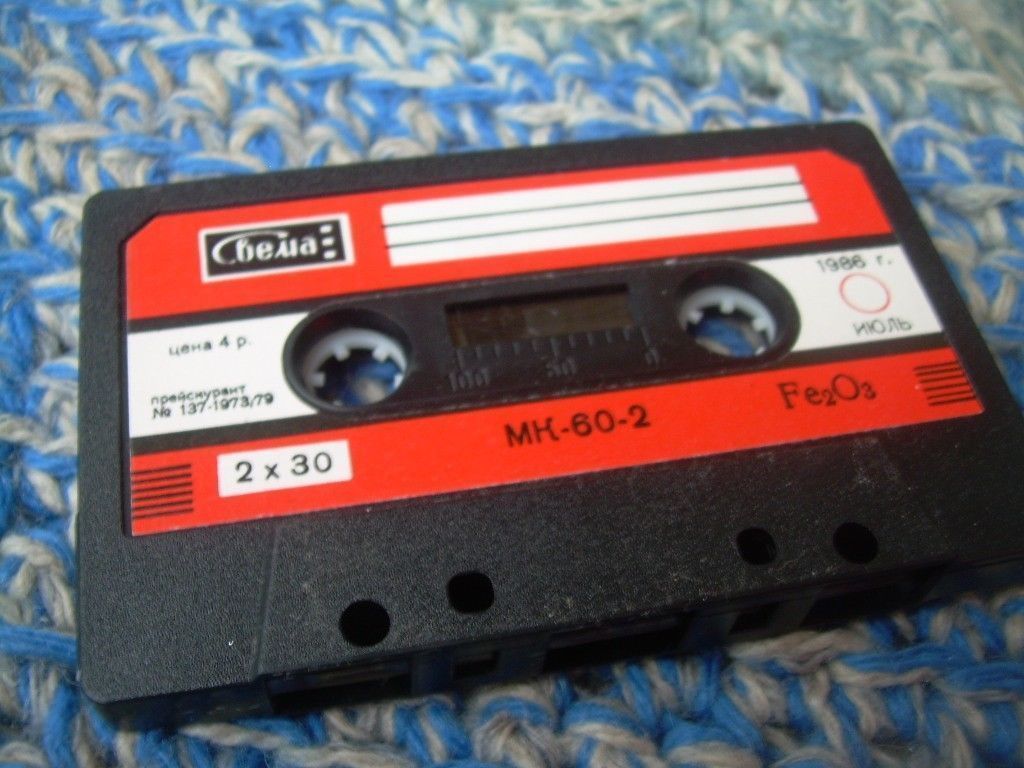 Свема
1986 г.
июль
цена 4 р.
прейскурант
№ 137-1973/79
100 50 0
МК-60-2
Fe₂O₃
2 x 30